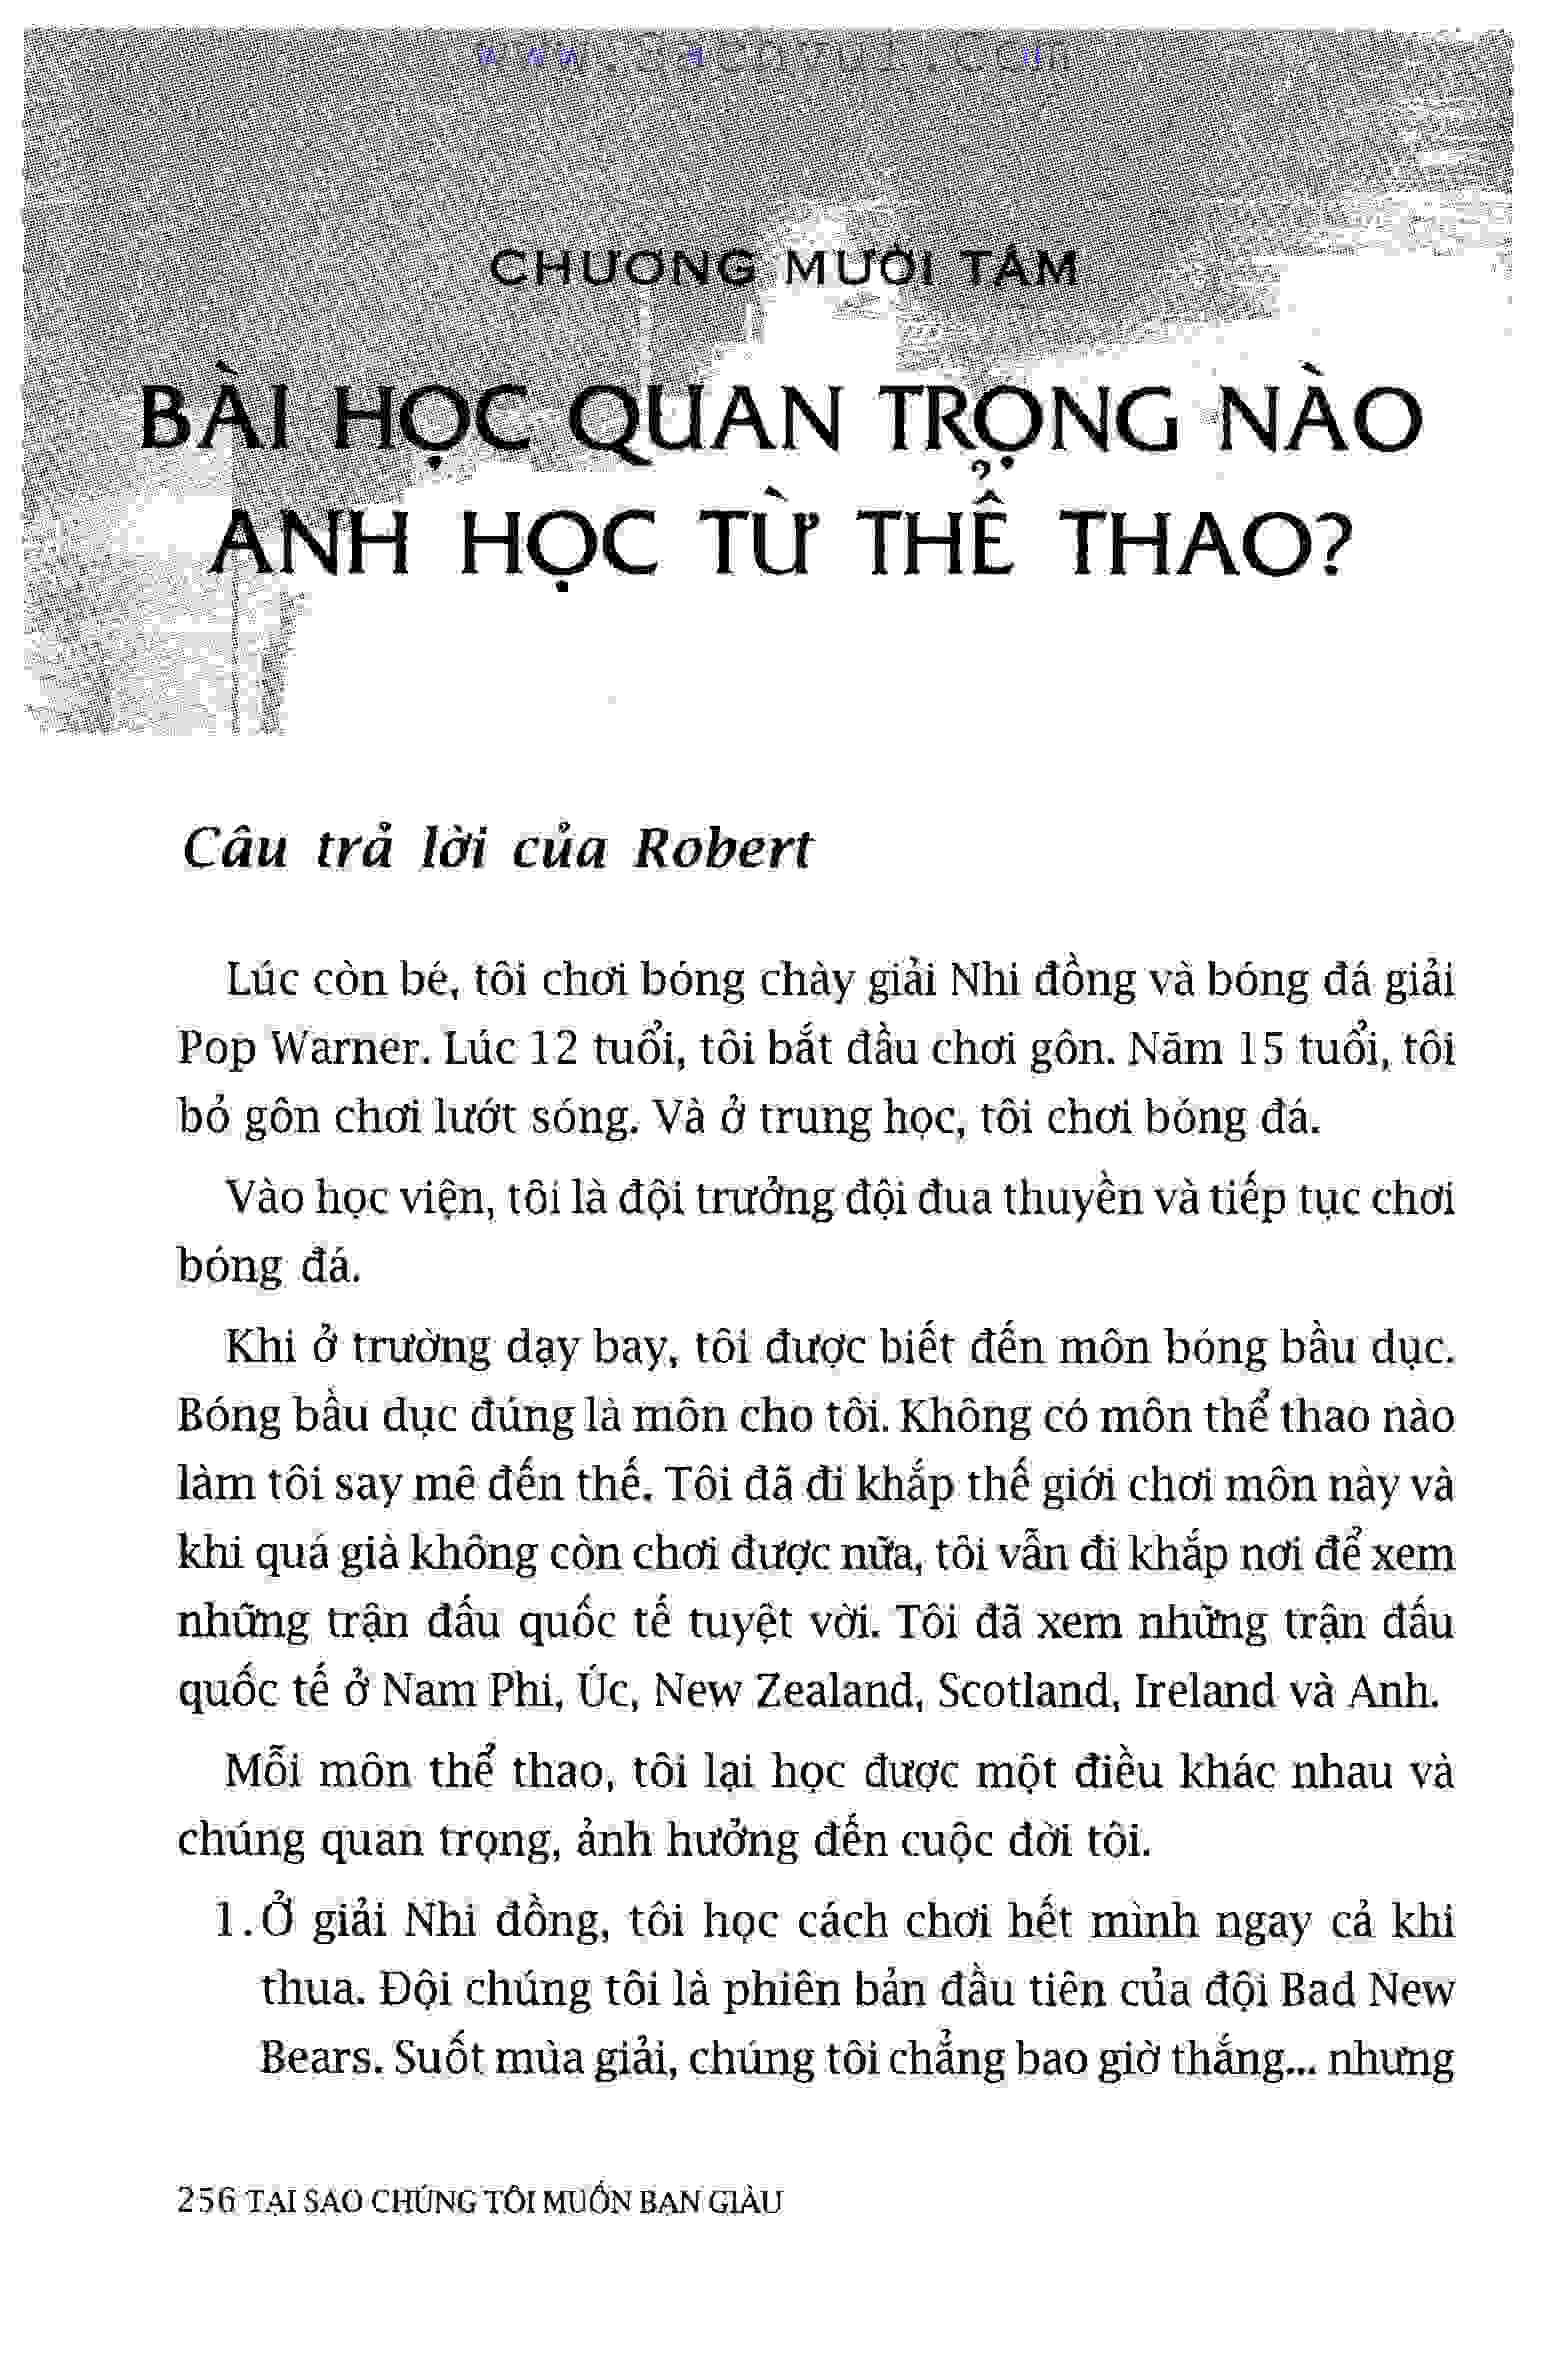 www.SachVui.Com
CHƯƠNG MƯỜI TÁM
BÀI HỌC QUAN TRỌNG NÀO
ANH HỌC TỪ THỂ THAO?
Câu trả lời của Robert
Lúc còn bé, tôi chơi bóng chày giải Nhi đồng và bóng đá giải
Pop Warner. Lúc 12 tuổi, tôi bắt đầu chơi gôn. Năm 15 tuổi, tôi
bỏ gôn chơi lướt sóng. Và ở trung học, tôi chơi bóng đá.
Vào học viện, tôi là đội trưởng đội đua thuyền và tiếp tục chơi
bóng đá.
Khi ở trường dạy bay, tôi được biết đến môn bóng bầu dục.
Bóng bầu dục đúng là môn cho tôi. Không có môn thể thao nào
làm tôi say mê đến thế. Tôi đã đi khắp thế giới chơi môn này và
khi quá già không còn chơi được nữa, tôi vẫn đi khắp nơi để xem
những trận đấu quốc tế tuyệt vời. Tôi đã xem những trận đấu
quốc tế ở Nam Phi, Úc, New Zealand, Scotland, Ireland và Anh.
Mỗi môn thể thao, tôi lại học được một điều khác nhau và
chúng quan trọng, ảnh hưởng đến cuộc đời tôi.
1. Ở giải Nhi đồng, tôi học cách chơi hết mình ngay cả khi
thua. Đội chúng tôi là phiên bản đầu tiên của đội Bad New
Bears. Suốt mùa giải, chúng tôi chẳng bao giờ thắng... nhưng
256 TẠI SAO CHÚNG TÔI MUỐN BẠN GIÀU